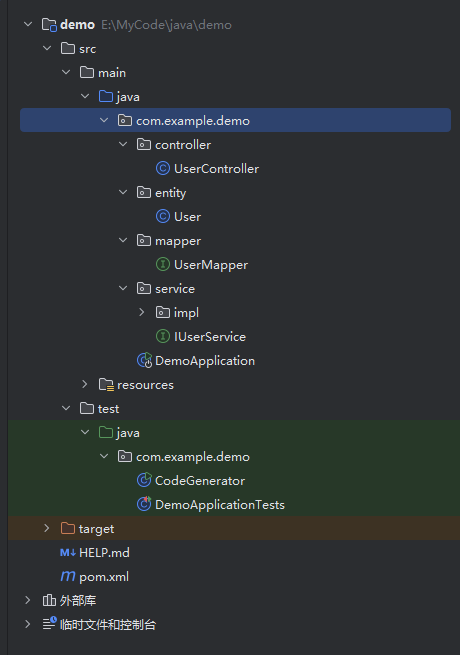 demo E:\MyCode\java\demo
src
main
java
com.example.demo
controller
UserController
entity
User
mapper
UserMapper
service
impl
IUserService
DemoApplication
resources
test
java
com.example.demo
CodeGenerator
DemoApplicationTests
target
M↓ HELP.md
m pom.xml
外部库
临时文件和控制台